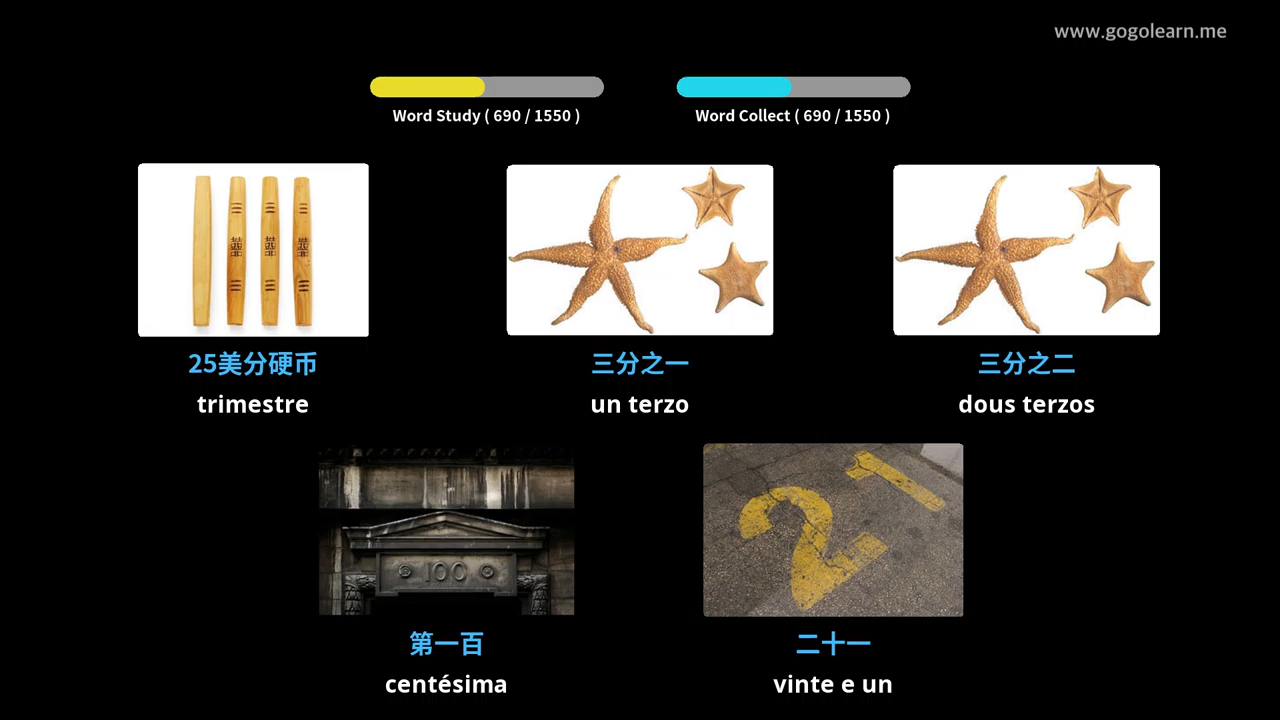 www.gogolearn.me
Word Study ( 690 / 1550 )
Word Collect ( 690 / 1550 )
25美分硬币
trimestre
三分之一
un terzo
三分之二
dous terzos
100
21
第一百
centésima
二十一
vinte e un